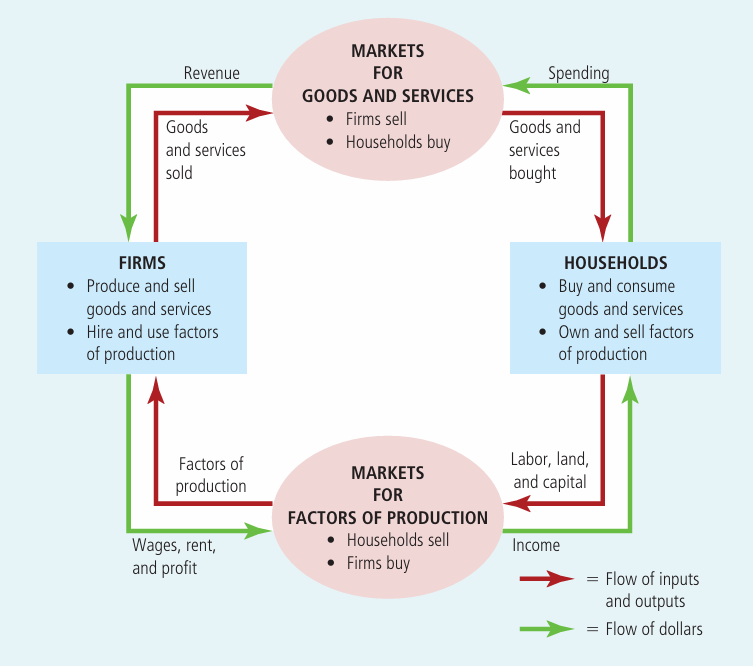 MARKETS
FOR
GOODS AND SERVICES
• Firms sell
• Households buy
Revenue
Spending
Goods
and services
sold
Goods and
services
bought
FIRMS
• Produce and sell
goods and services
• Hire and use factors
of production
HOUSEHOLDS
• Buy and consume
goods and services
• Own and sell factors
of production
Factors of
production
Labor, land,
and capital
MARKETS
FOR
FACTORS OF PRODUCTION
• Households sell
• Firms buy
Wages, rent,
and profit
Income
= Flow of inputs
and outputs
= Flow of dollars